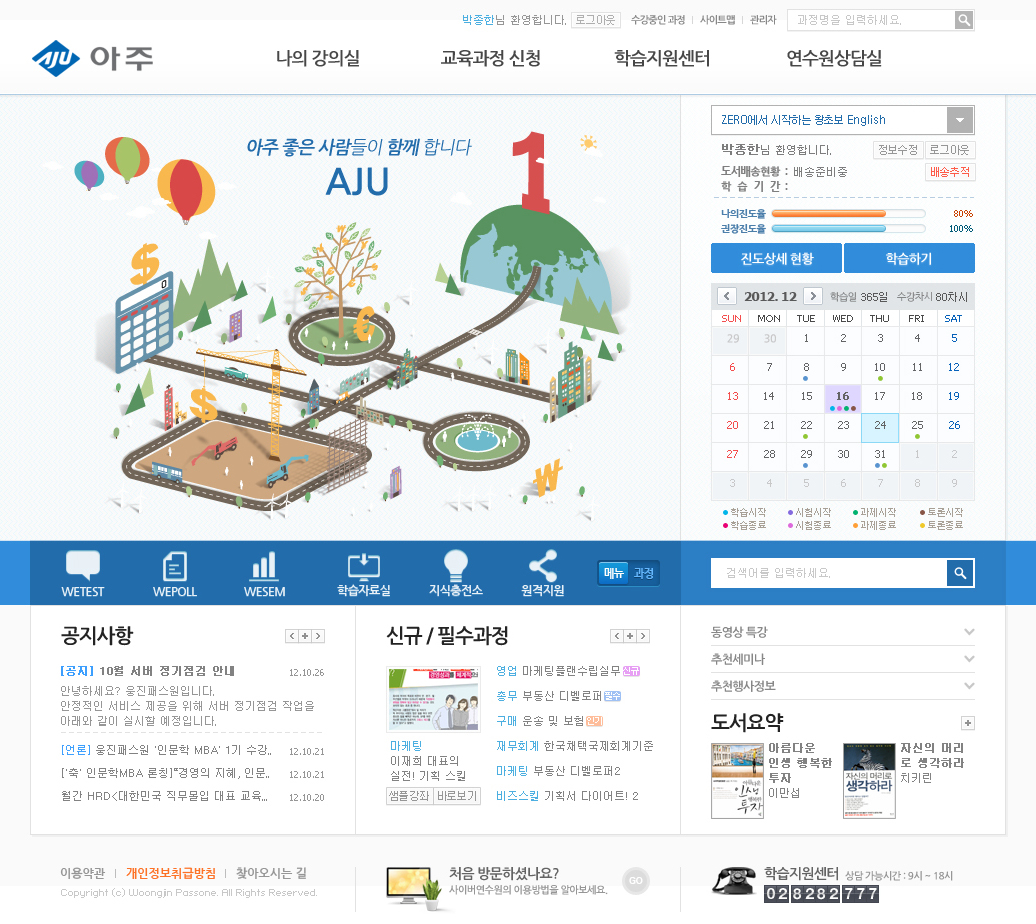 박종한님 환영합니다. 로그아웃 수강중인 과정 사이트맵 관리자 과정명을 입력하세요.
AJU 아주 나의 강의실 교육과정 신청 학습지원센터 연수원상담실
아주 좋은 사람들이 함께 합니다
AJU
1
ZERO에서 시작하는 왕초보 English
박종한님 환영합니다. 정보수정 로그아웃
도서배송현황 : 배송준비중 배송추적
학 습 기 간 :
나의진도율 80%
권장진도율 100%
진도상세 현황 학습하기
2012. 12 학습일 365일 수강차시 80차시
SUN MON TUE WED THU FRI SAT
29 30 1 2 3 4 5
6 7 8 9 10 11 12
13 14 15 16 17 18 19
20 21 22 23 24 25 26
27 28 29 30 31 1 2
3 4 5 6 7 8 9
학습시작 시험시작 과제시작 토론시작
학습종료 시험종료 과제종료 토론종료
WETEST WEPOLL WESEM 학습자료실 지식충전소 원격지원 메뉴 과정 검색어를 입력하세요.
공지사항
[공지] 10월 서버 정기점검 안내 12.10.26
안녕하세요? 웅진패스원입니다.
안정적인 서비스 제공을 위해 서버 정기점검 작업을
아래와 같이 실시할 예정입니다.
[언론] 웅진패스원 '인문학 MBA' 1기 수강.. 12.10.21
['축' 인문학MBA 론칭]"경영의 지혜, 인문.. 12.10.21
월간 HRD<대한민국 직무몰입 대표 교육... 12.10.20
신규 / 필수과정
마케팅
이재희 대표의
실전! 기획 스킬
샘플강좌 바로보기
영업 마케팅플랜수립실무 신규
총무 부동산 디벨로퍼 필수
구매 운송 및 보험 인기
재무회계 한국채택국제회계기준
마케팅 부동산 디벨로퍼2
비즈스킬 기획서 다이어트! 2
동영상 특강
추천세미나
추천행사정보
도서요약
아름다운
인생 행복한
투자
이만섭
인생
투자
자신의 머리
로 생각하라
치키린
자신의 머리로
생각하라
이용약관 개인정보취급방침 찾아오시는 길
Copyright (c) Woongjin Passone. All Rights Reserved.
처음 방문하셨나요?
사이버연수원의 이용방법을 알아보세요.
GO
학습지원센터 상담 가능시간 : 9시 ~ 18시
02 8282 777